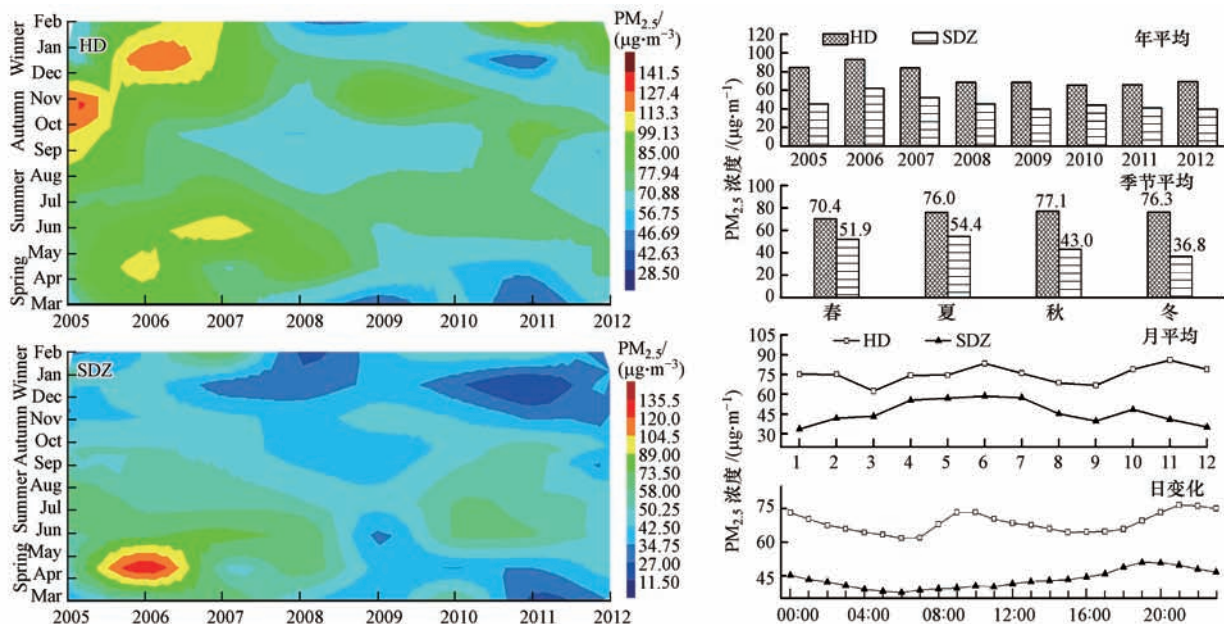 HD
Winner
Autumn
Summer
Spring
Feb
Jan
Dec
Nov
Oct
Sep
Aug
Jul
Jun
May
Apr
Mar
2005 2006 2007 2008 2009 2010 2011 2012
PM2.5/
(μg·m−3)
141.5
127.4
113.3
99.13
85.00
77.94
70.88
56.75
46.69
42.63
28.50
SDZ
Winner
Autumn
Summer
Spring
Feb
Jan
Dec
Nov
Oct
Sep
Aug
Jul
Jun
May
Apr
Mar
2005 2006 2007 2008 2009 2010 2011 2012
PM2.5/
(μg·m−3)
135.5
120.0
104.5
89.00
73.50
58.00
50.25
42.50
34.75
27.00
11.50
PM2.5 浓度 /(μg·m−1)
HD SDZ 年平均
120
100
80
60
40
20
0
2005 2006 2007 2008 2009 2010 2011 2012
季节平均
100
80
60
40
20
0
70.4 51.9 76.0 54.4 77.1 43.0 76.3 36.8
春 夏 秋 冬
PM2.5 浓度 /(μg·m−1)
HD SDZ 月平均
105
90
75
60
45
30
1 2 3 4 5 6 7 8 9 10 11 12
日变化
75
60
45
00:00 04:00 08:00 12:00 16:00 20:00